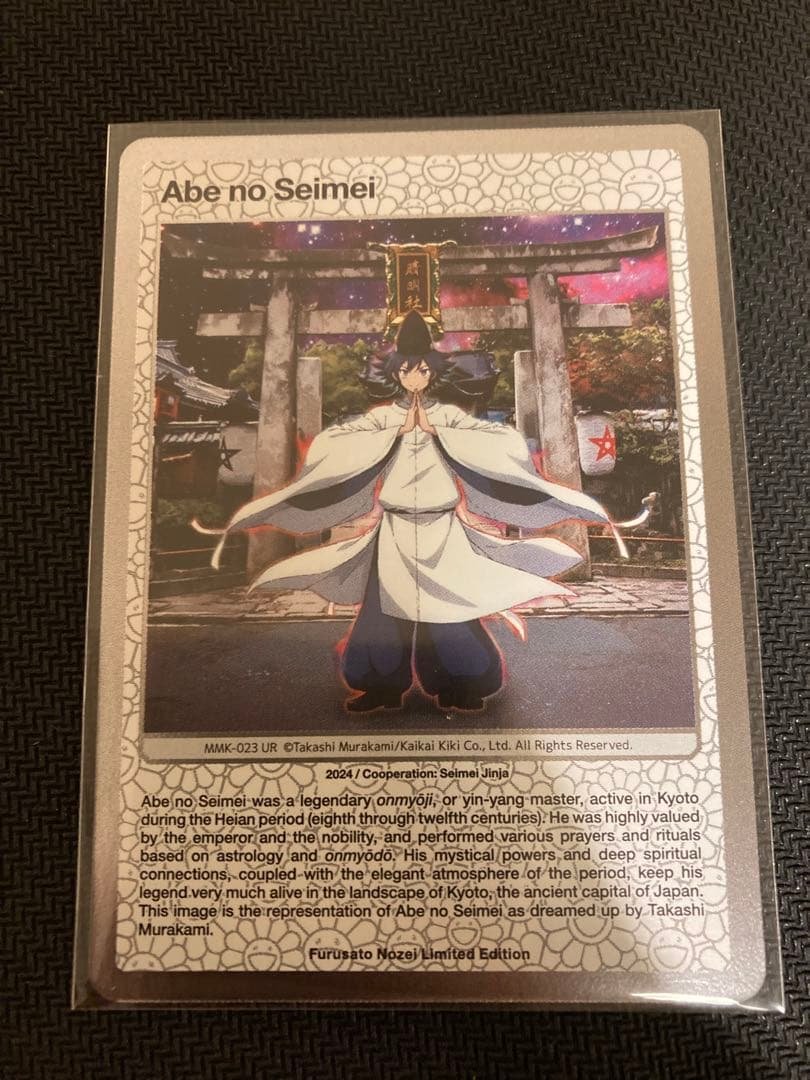 Abe no Seimei
晴明社
MMK-023 UR ©Takashi Murakami/Kaikai Kiki Co., Ltd. All Rights Reserved.
2024 / Cooperation: Seimei Jinja
Abe no Seimei was a legendary onmyōji, or yin-yang master, active in Kyoto
during the Heian period (eighth through twelfth centuries). He was highly valued
by the emperor and the nobility, and performed various prayers and rituals
based on astrology and onmyōdō. His mystical powers and deep spiritual
connections, coupled with the elegant atmosphere of the period, keep his
legend very much alive in the landscape of Kyoto, the ancient capital of Japan.
This image is the representation of Abe no Seimei as dreamed up by Takashi
Murakami.
Furusato Nozei Limited Edition